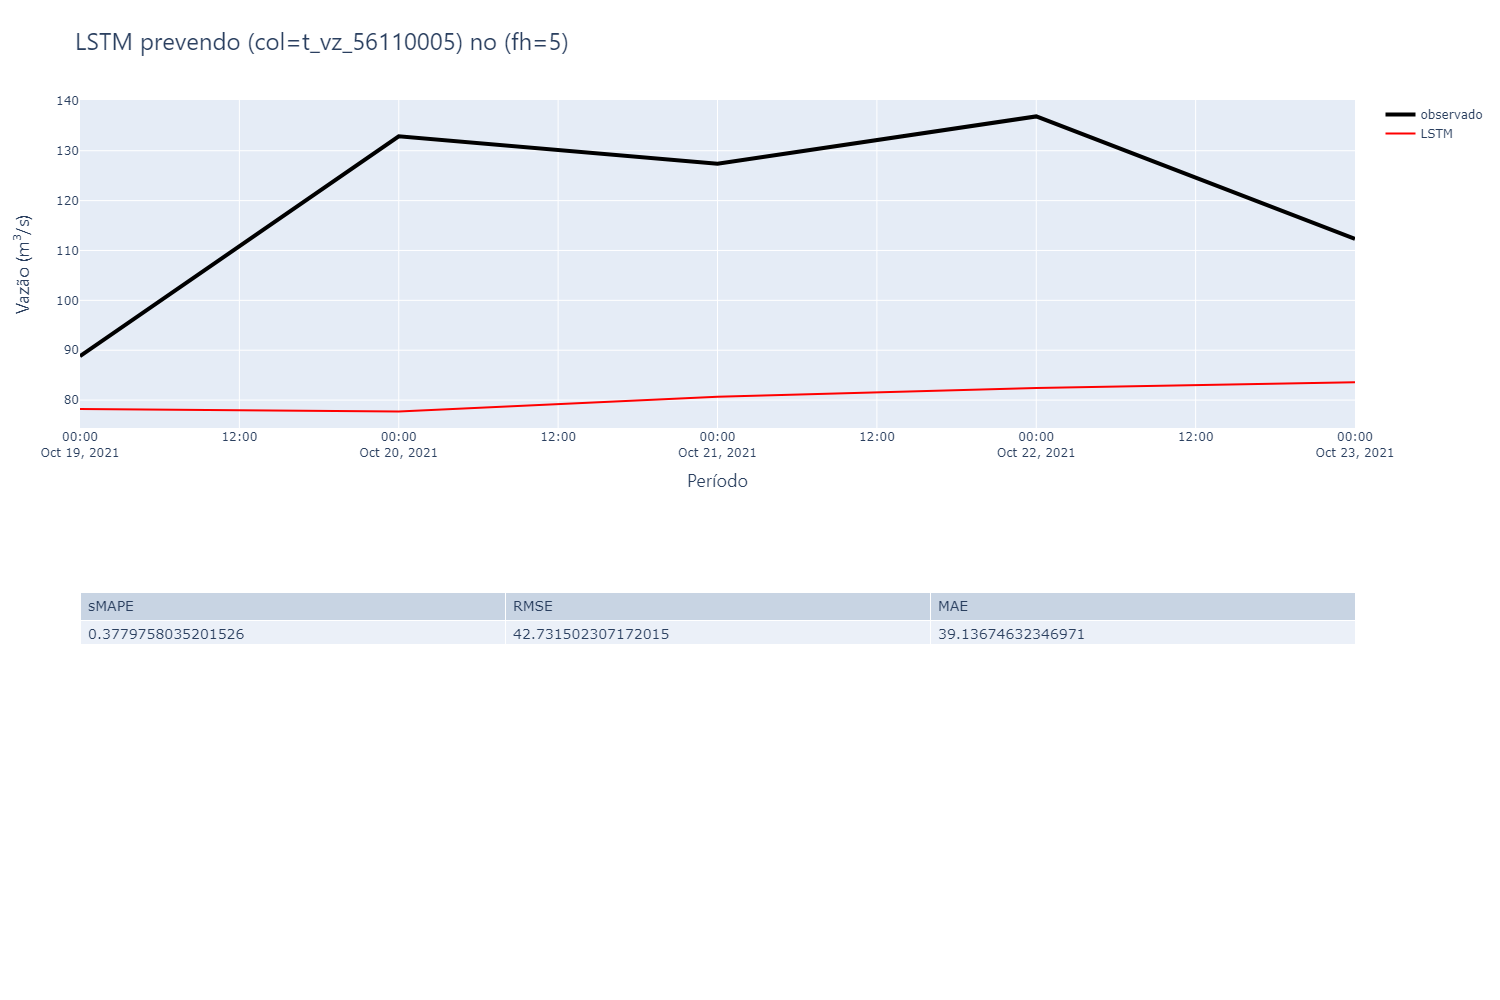 LSTM prevendo (col=t_vz_56110005) no (fh=5)
observado
LSTM
Vazão (m³/s)
140
130
120
110
100
90
80
00:00 12:00 00:00 12:00 00:00 12:00 00:00 12:00 00:00
Oct 19, 2021 Oct 20, 2021 Oct 21, 2021 Oct 22, 2021 Oct 23, 2021
Período
sMAPE RMSE MAE
0.3779758035201526 42.731502307172015 39.13674632346971